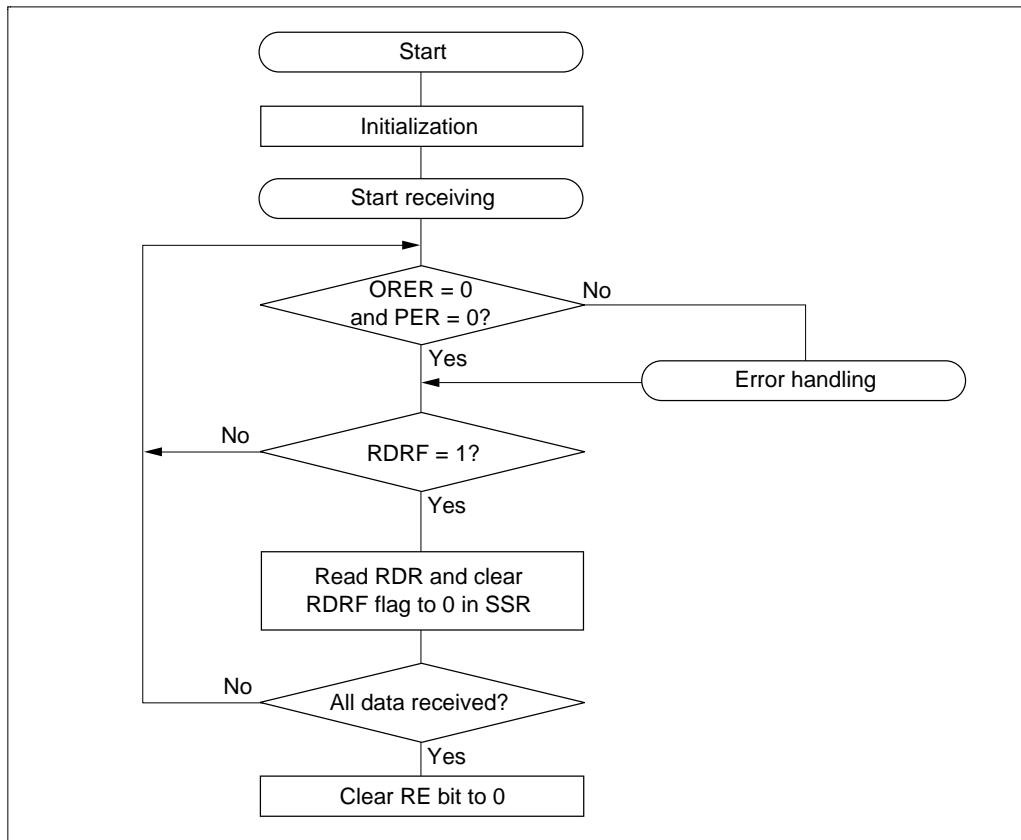 Start
Initialization
Start receiving
ORER = 0
and PER = 0?
No
Yes
Error handling
No
RDRF = 1?
Yes
Read RDR and clear
RDRF flag to 0 in SSR
No
All data received?
Yes
Clear RE bit to 0